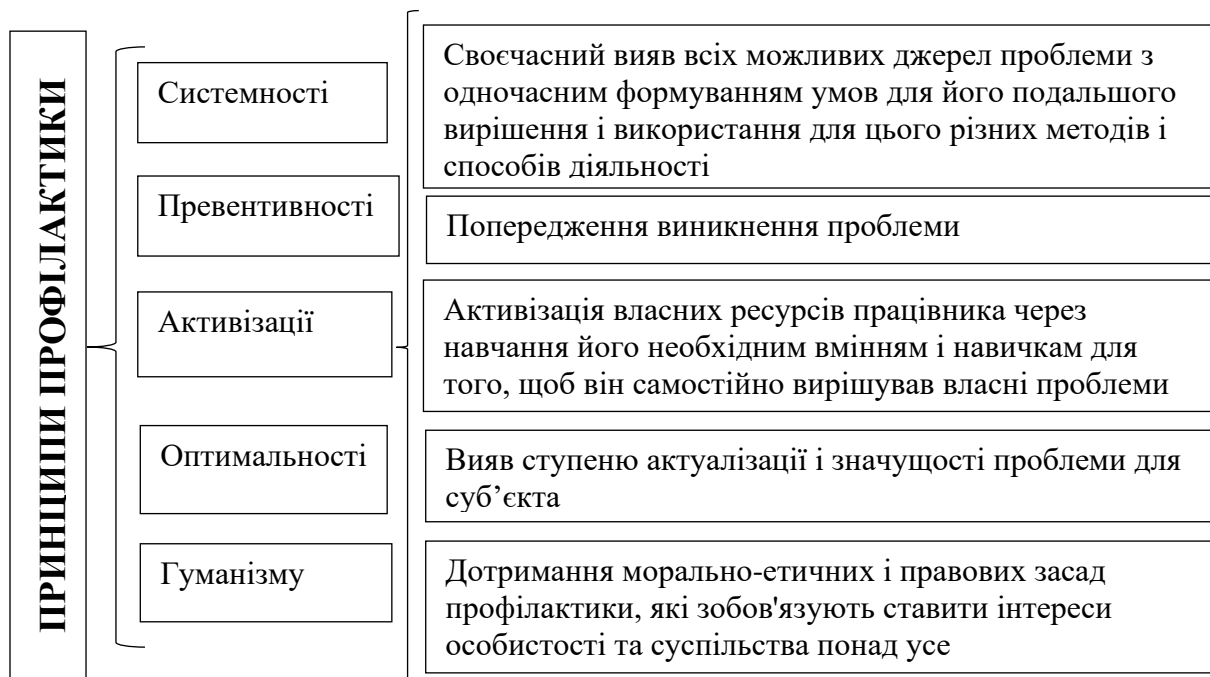 ПРИНЦИПИ ПРОФІЛАКТИКИ
Системності
Своєчасний вияв всіх можливих джерел проблеми з
одночасним формуванням умов для його подальшого
вирішення і використання для цього різних методів і
способів діяльності
Превентивності
Попередження виникнення проблеми
Активізації
Активізація власних ресурсів працівника через
навчання його необхідним вмінням і навичкам для
того, щоб він самостійно вирішував власні проблеми
Оптимальності
Вияв ступеню актуалізації і значущості проблеми для
суб’єкта
Гуманізму
Дотримання морально-етичних і правових засад
профілактики, які зобов'язують ставити інтереси
особистості та суспільства понад усе